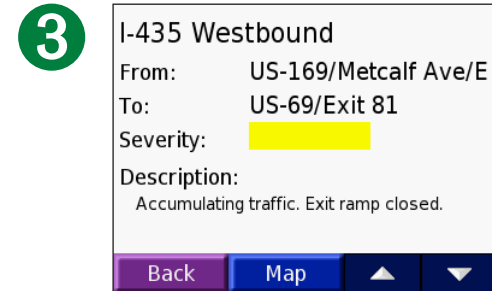 3
I-435 Westbound
From: US-169/Metcalf Ave/E
To: US-69/Exit 81
Severity:
Description:
Accumulating traffic. Exit ramp closed.
Back Map